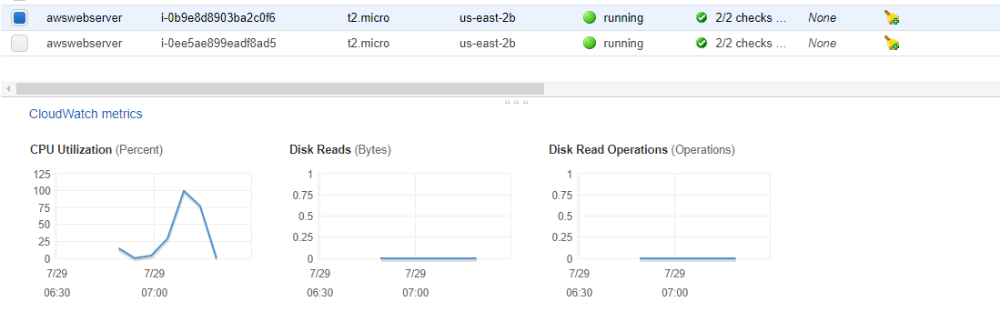 awswebserver i-0b9e8d8903ba2c0f6 t2.micro us-east-2b running 2/2 checks ... None
awswebserver i-0ee5ae899eadf8ad5 t2.micro us-east-2b running 2/2 checks ... None
CloudWatch metrics
CPU Utilization (Percent) Disk Reads (Bytes) Disk Read Operations (Operations)
125 1 1
100 0.75 0.75
75 0.5 0.5
50 0.25 0.25
25 0 0
0
7/29 7/29 7/29 7/29 7/29 7/29
06:30 07:00 06:30 07:00 06:30 07:00